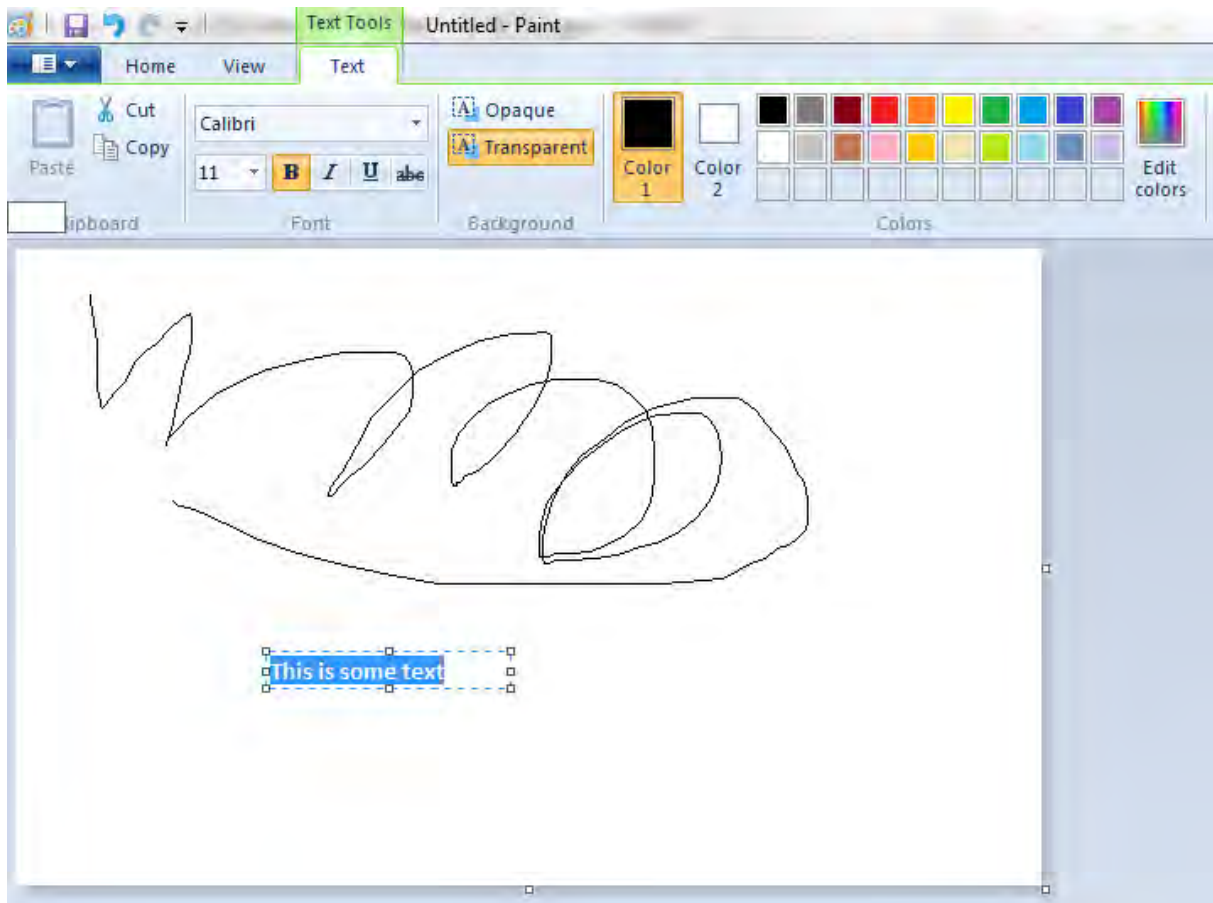 Text Tools Untitled - Paint
Home View Text
Cut
Copy
Paste
Calibri
11 B I U abc
Opaque
Transparent
Color 1
Color 2
Edit colors
ipboard Font Background Colors
This is some text